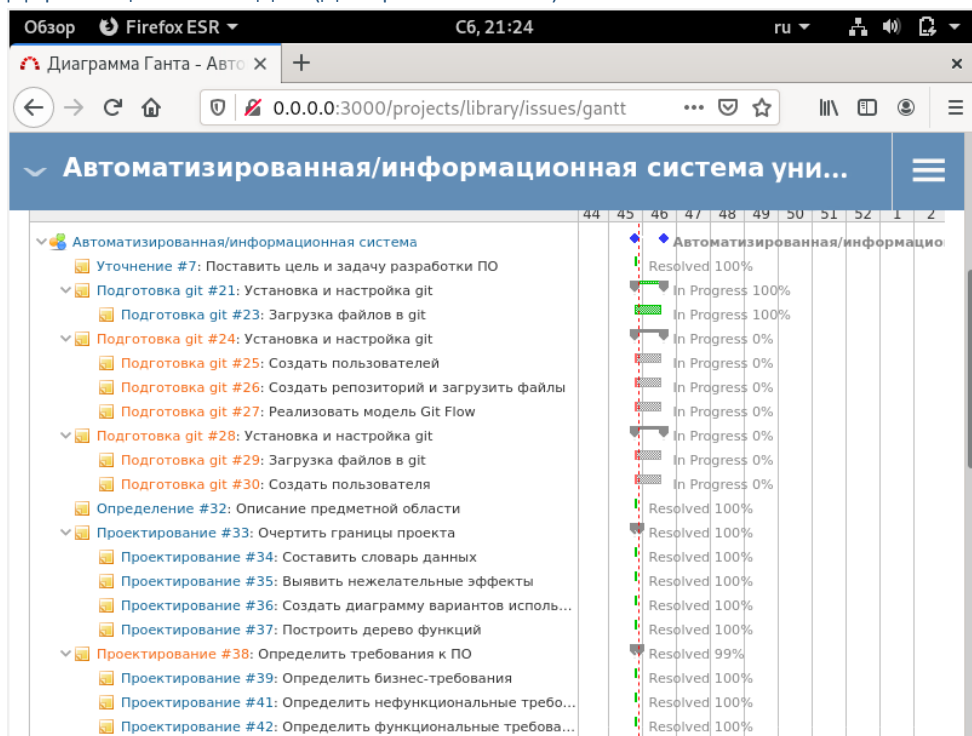 Обзор Firefox ESR Сб, 21:24 ru
Диаграмма Ганта - Авто
0.0.0.0:3000/projects/library/issues/gantt
Автоматизированная/информационная система уни...
44 45 46 47 48 49 50 51 52 1 2
Автоматизированная/информационная система Автоматизированная/информацио
Уточнение #7: Поставить цель и задачу разработки ПО Resolved 100%
Подготовка git #21: Установка и настройка git In Progress 100%
Подготовка git #23: Загрузка файлов в git In Progress 100%
Подготовка git #24: Установка и настройка git In Progress 0%
Подготовка git #25: Создать пользователей In Progress 0%
Подготовка git #26: Создать репозиторий и загрузить файлы In Progress 0%
Подготовка git #27: Реализовать модель Git Flow In Progress 0%
Подготовка git #28: Установка и настройка git In Progress 0%
Подготовка git #29: Загрузка файлов в git In Progress 0%
Подготовка git #30: Создать пользователя In Progress 0%
Определение #32: Описание предметной области Resolved 100%
Проектирование #33: Очертить границы проекта Resolved 100%
Проектирование #34: Составить словарь данных Resolved 100%
Проектирование #35: Выявить нежелательные эффекты Resolved 100%
Проектирование #36: Создать диаграмму вариантов исполь... Resolved 100%
Проектирование #37: Построить дерево функций Resolved 100%
Проектирование #38: Определить требования к ПО Resolved 99%
Проектирование #39: Определить бизнес-требования Resolved 100%
Проектирование #41: Определить нефункциональные требо... Resolved 100%
Проектирование #42: Определить функциональные требова... Resolved 100%